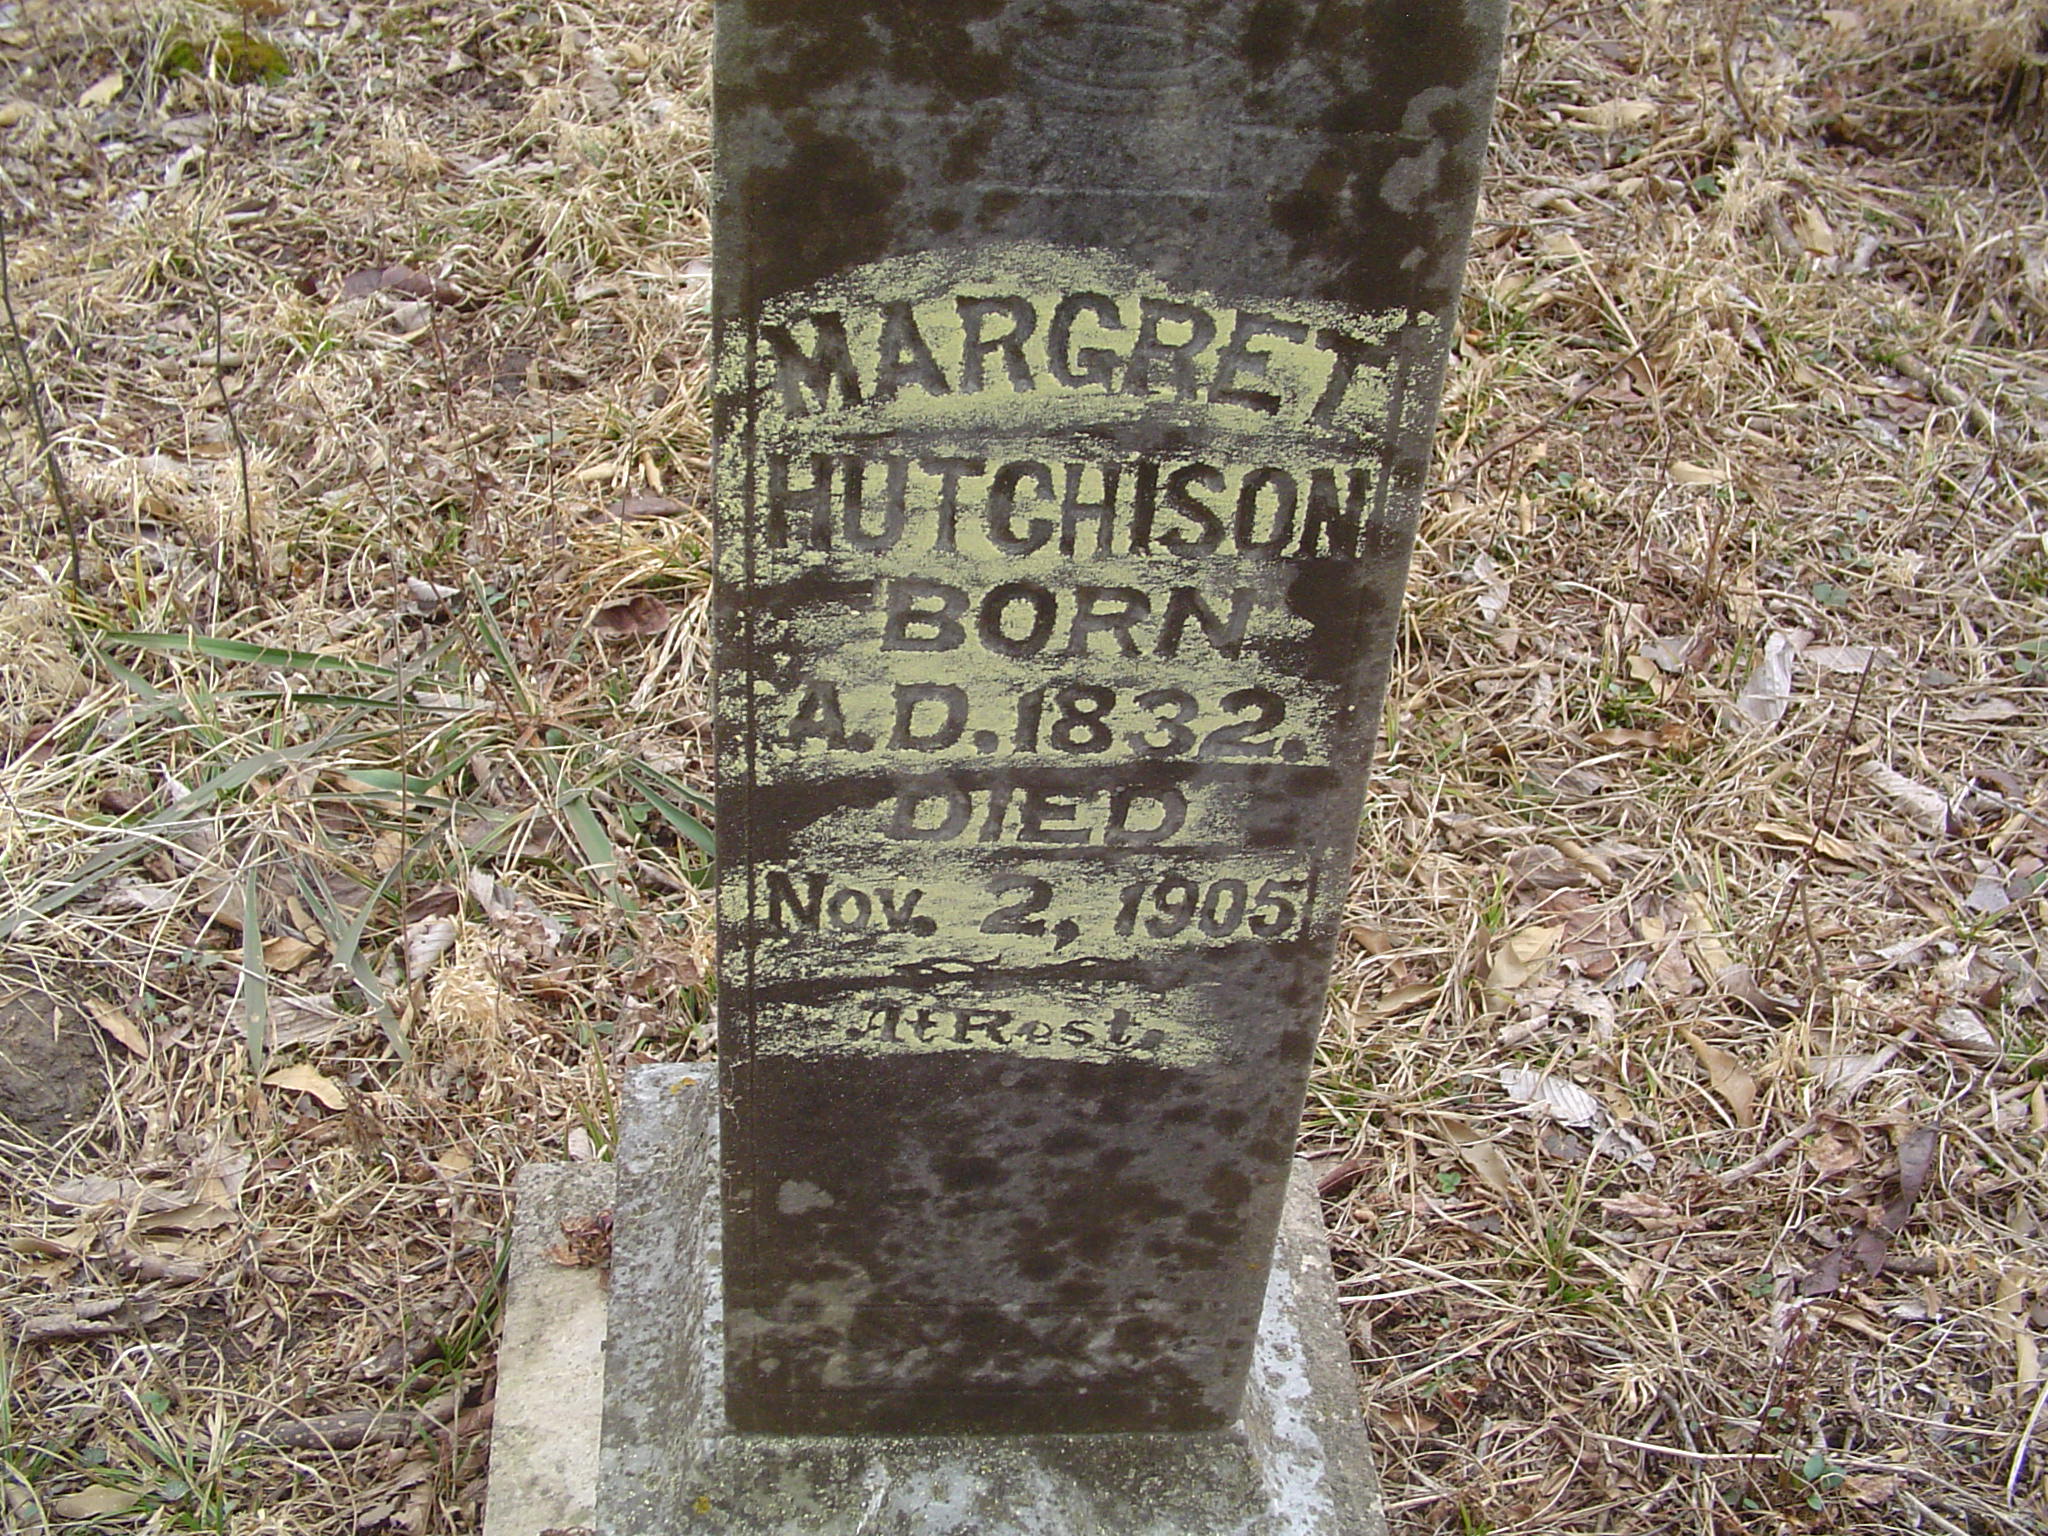 MARGRET
HUTCHISON
BORN
A.D. 1832.
DIED
Nov. 2, 1905
At Rest.